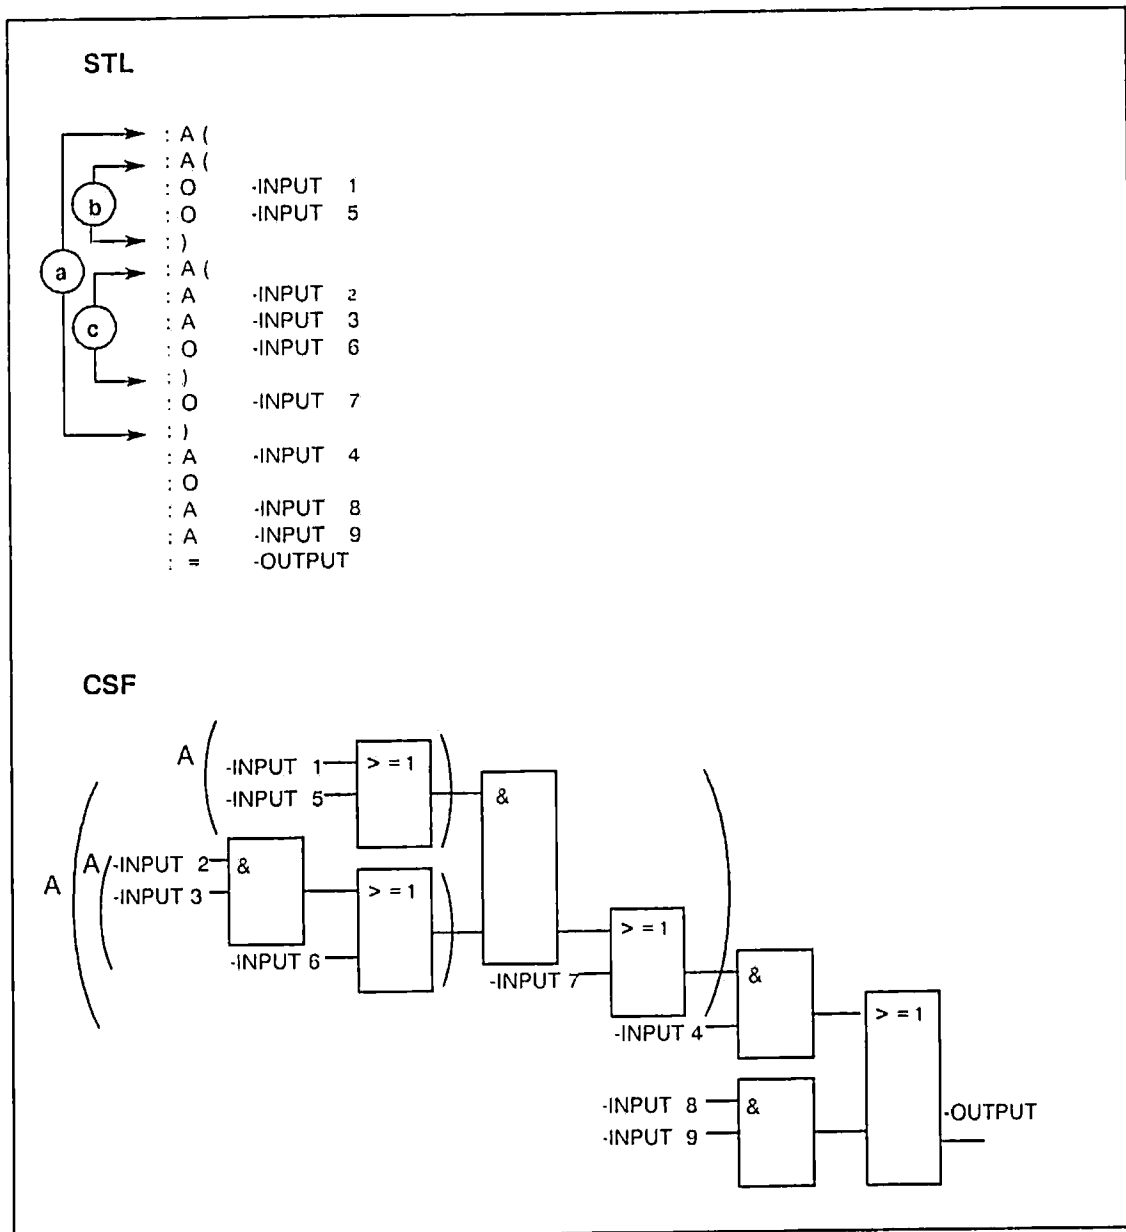 STL
: A (
: A (
: O -INPUT 1
b : O -INPUT 5
: )
a : A (
: A -INPUT 2
c : A -INPUT 3
: O -INPUT 6
: )
: O -INPUT 7
: )
: A -INPUT 4
: O
: A -INPUT 8
: A -INPUT 9
: = -OUTPUT
CSF
A ( -INPUT 1 > = 1 )
-INPUT 5 &
A ( A ( -INPUT 2 &
-INPUT 3 > = 1 )
-INPUT 6
-INPUT 7 > = 1 )
-INPUT 4 &
> = 1
-INPUT 8 &
-INPUT 9
-OUTPUT